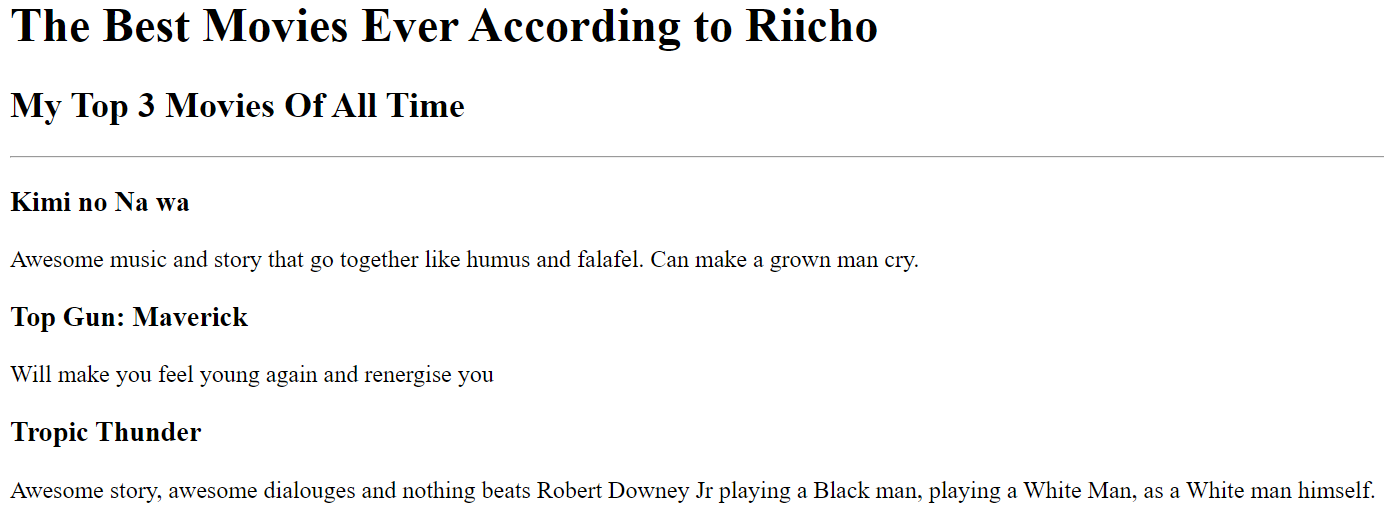 The Best Movies Ever According to Riicho
My Top 3 Movies Of All Time
Kimi no Na wa
Awesome music and story that go together like humus and falafel. Can make a grown man cry.
Top Gun: Maverick
Will make you feel young again and renergise you
Tropic Thunder
Awesome story, awesome dialouges and nothing beats Robert Downey Jr playing a Black man, playing a White Man, as a White man himself.